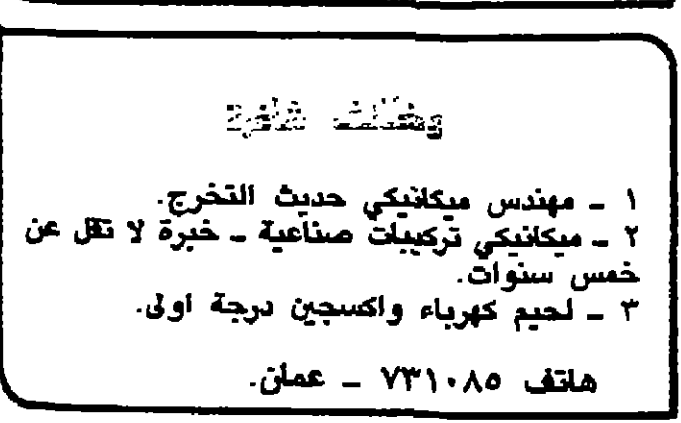 وظائف شاغرة
١ ـ مهندس ميكانيكي حديث التخرج.
٢ ـ ميكانيكي تركيبات صناعية ـ خبرة لا تقل عن
خمس سنوات.
٣ ـ لحيم كهرباء واكسجين درجة اولى.
هاتف ٧٣١٠٨٥ ـ عمان.